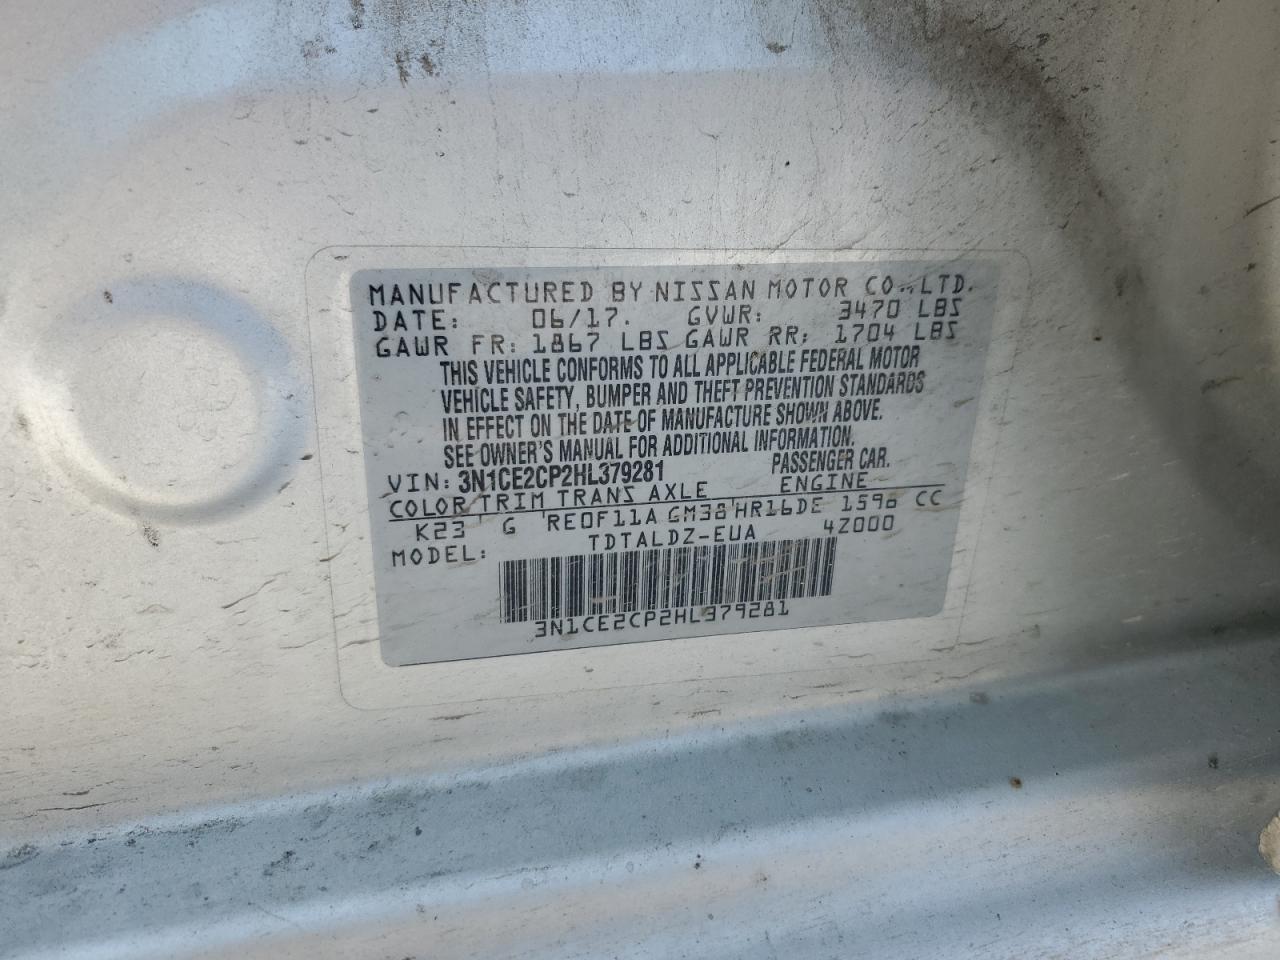 MANUFACTURED BY NISSAN MOTOR CO., LTD.
DATE: 06/17. GVWR: 3470 LBS
GAWR FR: 1867 LBS GAWR RR: 1704 LBS
THIS VEHICLE CONFORMS TO ALL APPLICABLE FEDERAL MOTOR
VEHICLE SAFETY, BUMPER AND THEFT PREVENTION STANDARDS
IN EFFECT ON THE DATE OF MANUFACTURE SHOWN ABOVE.
SEE OWNER'S MANUAL FOR ADDITIONAL INFORMATION.
VIN: 3N1CE2CP2HL379281 PASSENGER CAR.
COLOR TRIM TRANS AXLE ENGINE
K23 G RE0F11A GM38 HR16DE 1598 CC
MODEL: TDTALDZ-EUA 4Z000
3N1CE2CP2HL379281